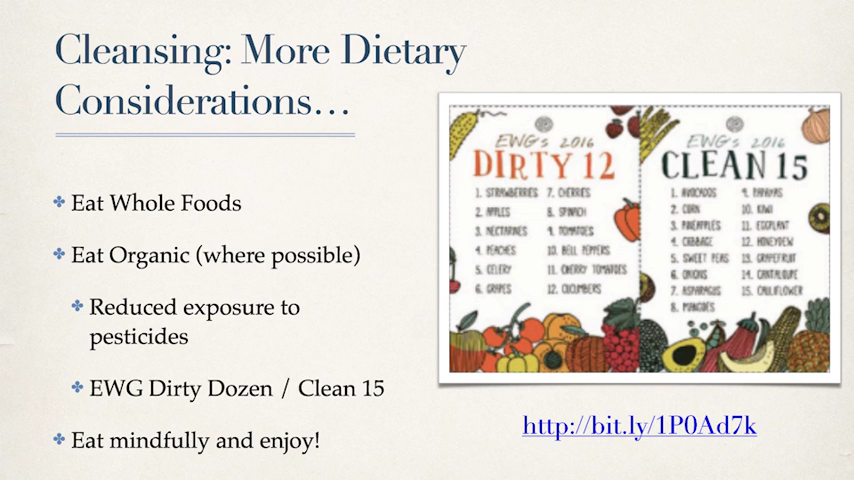 Cleansing: More Dietary
Considerations…
Eat Whole Foods
Eat Organic (where possible)
Reduced exposure to
pesticides
EWG Dirty Dozen / Clean 15
Eat mindfully and enjoy!
EWG's 2016
DIRTY 12
1. STRAWBERRIES
2. APPLES
3. NECTARINES
4. PEACHES
5. CELERY
6. GRAPES
7. CHERRIES
8. SPINACH
9. TOMATOES
10. BELL PEPPERS
11. CHERRY TOMATOES
12. CUCUMBERS
EWG's 2016
CLEAN 15
1. AVOCADOS
2. CORN
3. PINEAPPLES
4. CABBAGE
5. SWEET PEAS
6. ONIONS
7. ASPARAGUS
8. MANGOES
9. PAPAYAS
10. KIWI
11. EGGPLANT
12. HONEYDEW
13. GRAPEFRUIT
14. CANTALOUPE
15. CAULIFLOWER
http://bit.ly/1P0Ad7k